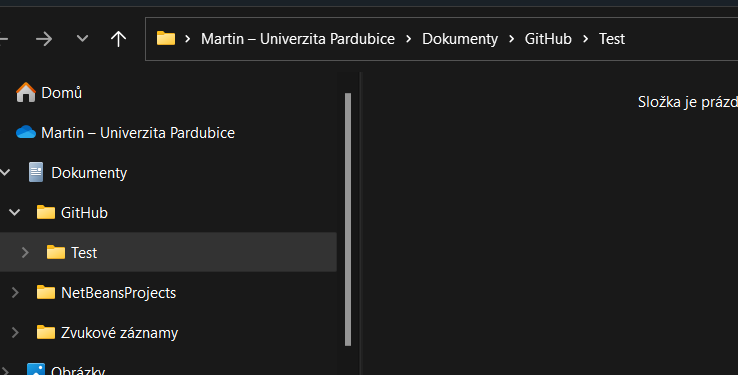 Martin – Univerzita Pardubice > Dokumenty > GitHub > Test
Domů
Martin – Univerzita Pardubice
Dokumenty
GitHub
Test
NetBeansProjects
Zvukové záznamy
Obrázky
Složka je prázd